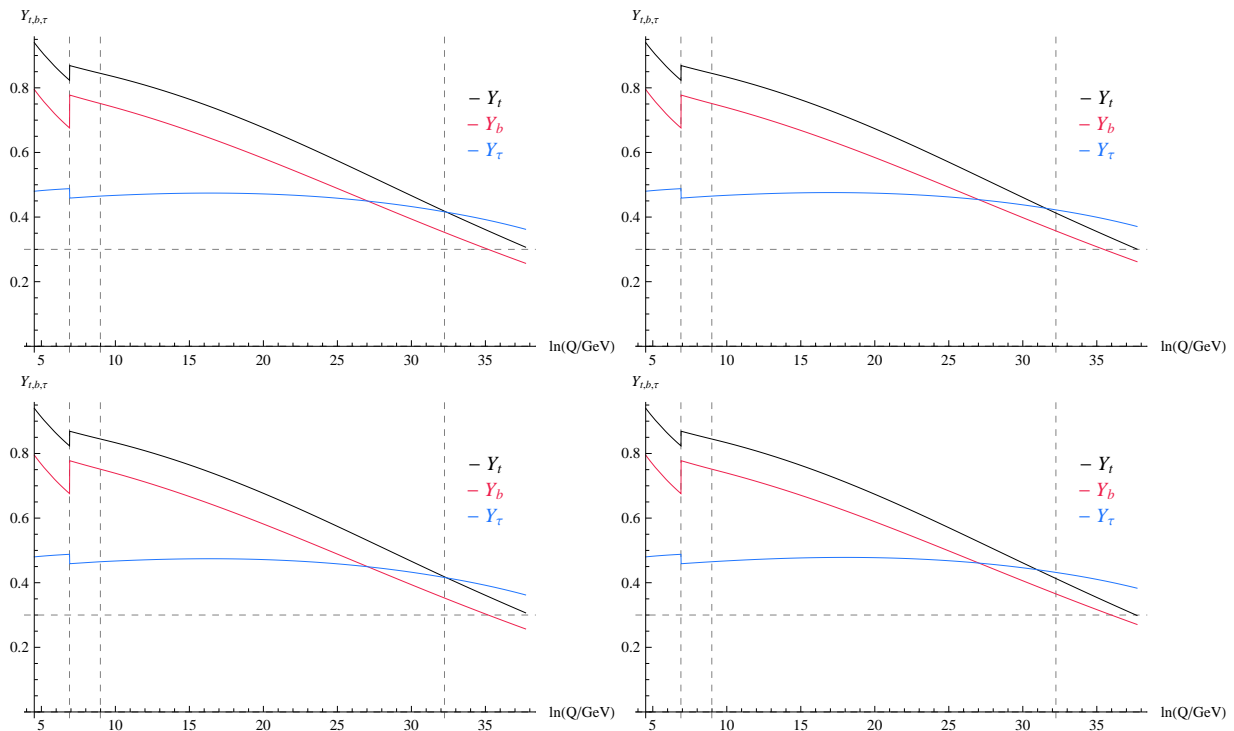 Y_{t,b,τ}
0.8
0.6
0.4
0.2
5 10 15 20 25 30 35
ln(Q/GeV)
– Y_t
– Y_b
– Y_τ
Y_{t,b,τ}
0.8
0.6
0.4
0.2
5 10 15 20 25 30 35
ln(Q/GeV)
– Y_t
– Y_b
– Y_τ
Y_{t,b,τ}
0.8
0.6
0.4
0.2
5 10 15 20 25 30 35
ln(Q/GeV)
– Y_t
– Y_b
– Y_τ
Y_{t,b,τ}
0.8
0.6
0.4
0.2
5 10 15 20 25 30 35
ln(Q/GeV)
– Y_t
– Y_b
– Y_τ